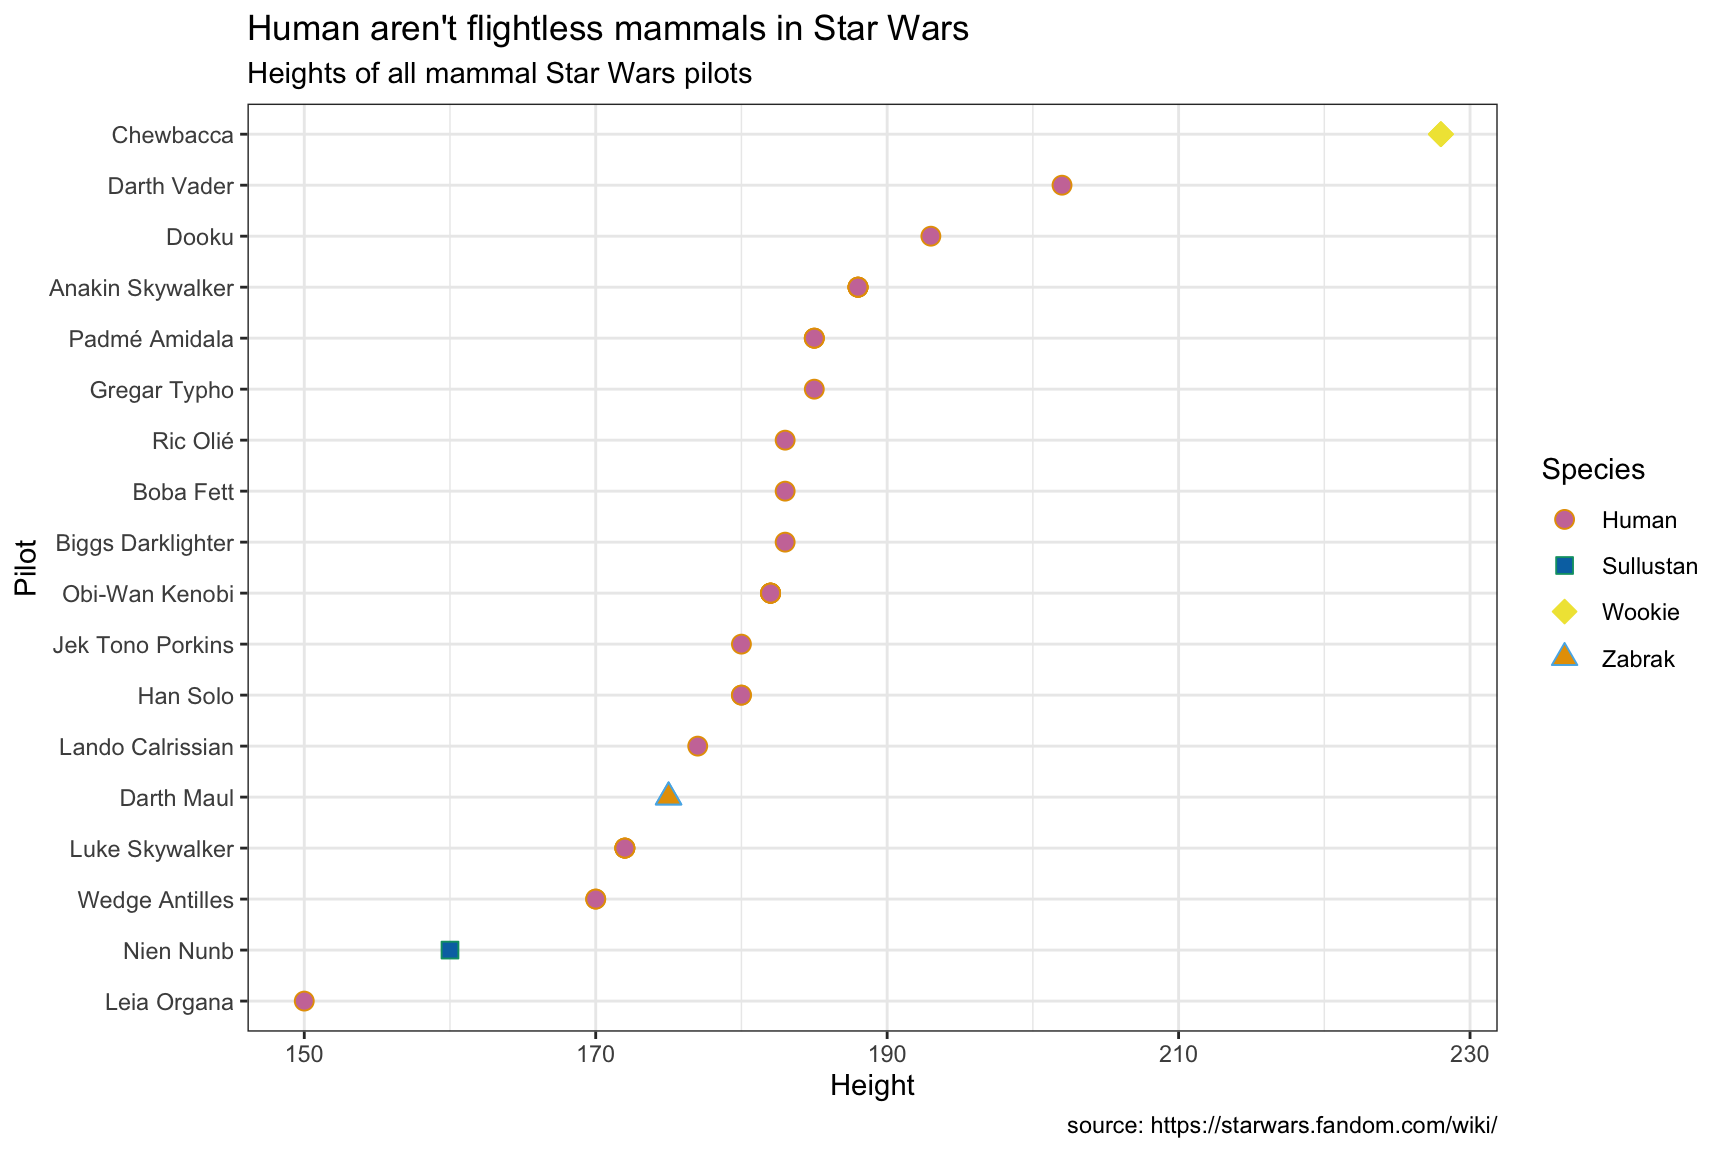 Human aren't flightless mammals in Star Wars
Heights of all mammal Star Wars pilots
Chewbacca
Darth Vader
Dooku
Anakin Skywalker
Padmé Amidala
Gregar Typho
Ric Olié
Boba Fett
Biggs Darklighter
Obi-Wan Kenobi
Jek Tono Porkins
Han Solo
Lando Calrissian
Darth Maul
Luke Skywalker
Wedge Antilles
Nien Nunb
Leia Organa
Pilot
150 170 190 210 230
Height
Species
Human
Sullustan
Wookie
Zabrak
source: https://starwars.fandom.com/wiki/